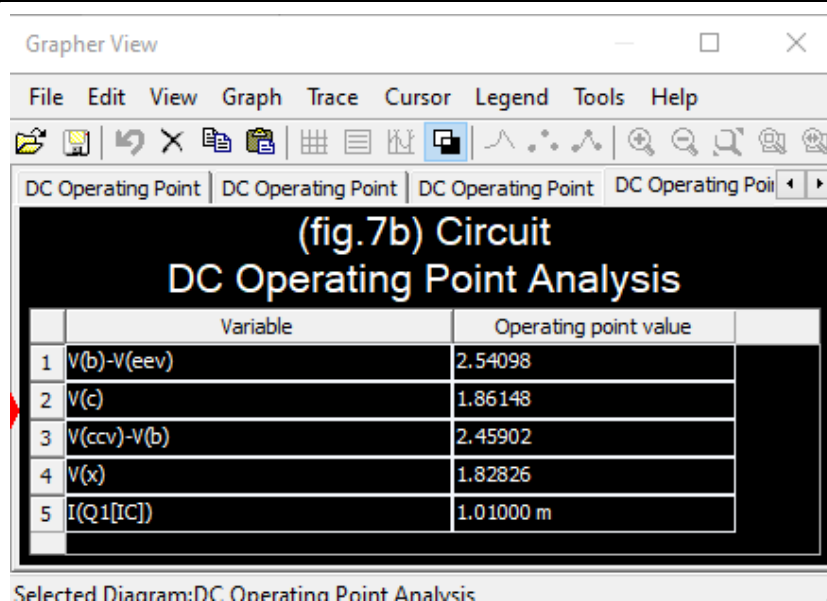 Grapher View
File Edit View Graph Trace Cursor Legend Tools Help
DC Operating Point DC Operating Point DC Operating Point DC Operating Poi
(fig.7b) Circuit
DC Operating Point Analysis
Variable Operating point value
1 V(b)-V(eev) 2.54098
2 V(c) 1.86148
3 V(ccv)-V(b) 2.45902
4 V(x) 1.82826
5 I(Q1[IC]) 1.01000 m
Selected Diagram:DC Operating Point Analysis